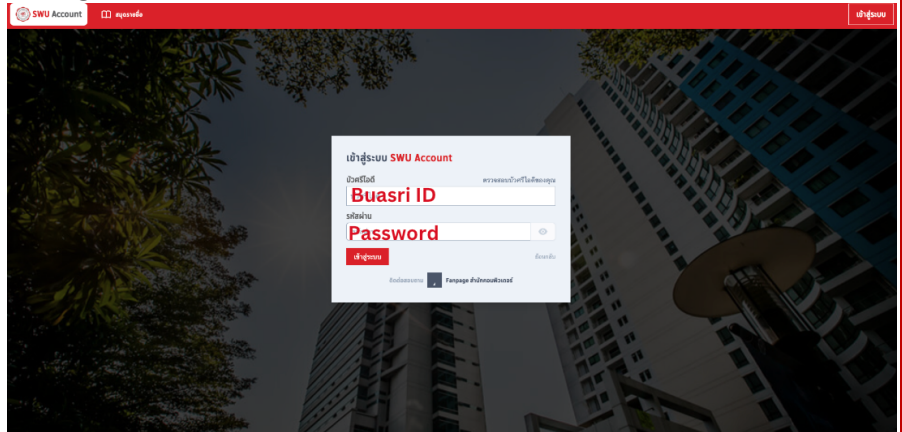 SWU Account
สมุดรายชื่อ
เข้าสู่ระบบ
เข้าสู่ระบบ SWU Account
บัวศรีไอดี
ตรวจสอบบัวศรีไอดีของคุณ
Buasri ID
รหัสผ่าน
Password
เข้าสู่ระบบ
ลืมรหัส
ติดต่อสอบถาม
Fanpage สำนักคอมพิวเตอร์